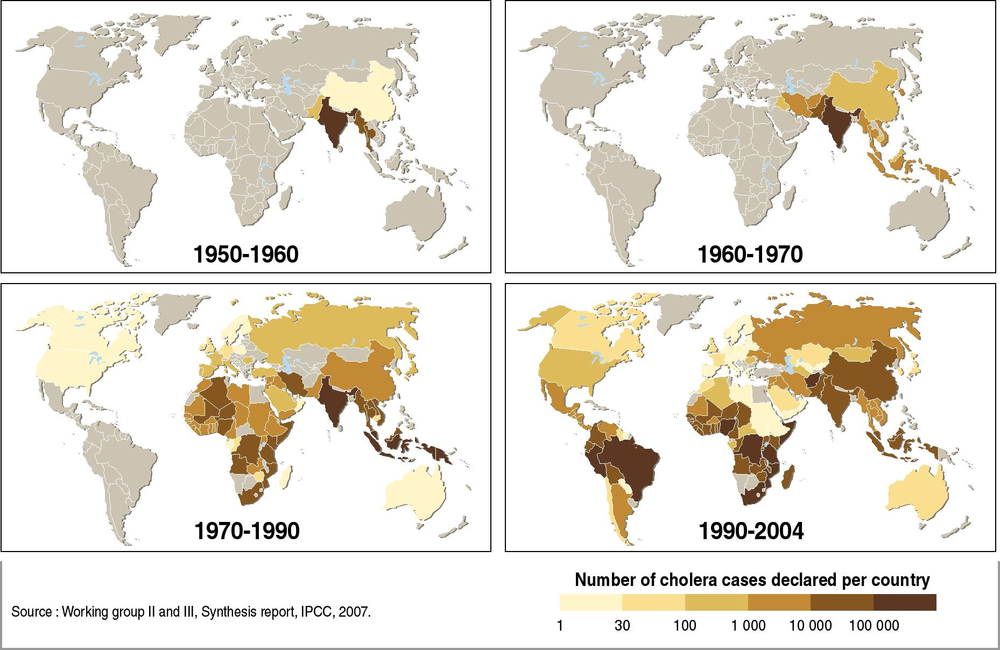 1950-1960
1960-1970
1970-1990
1990-2004
Number of cholera cases declared per country
1 30 100 1 000 10 000 100 000
Source : Working group II and III, Synthesis report, IPCC, 2007.